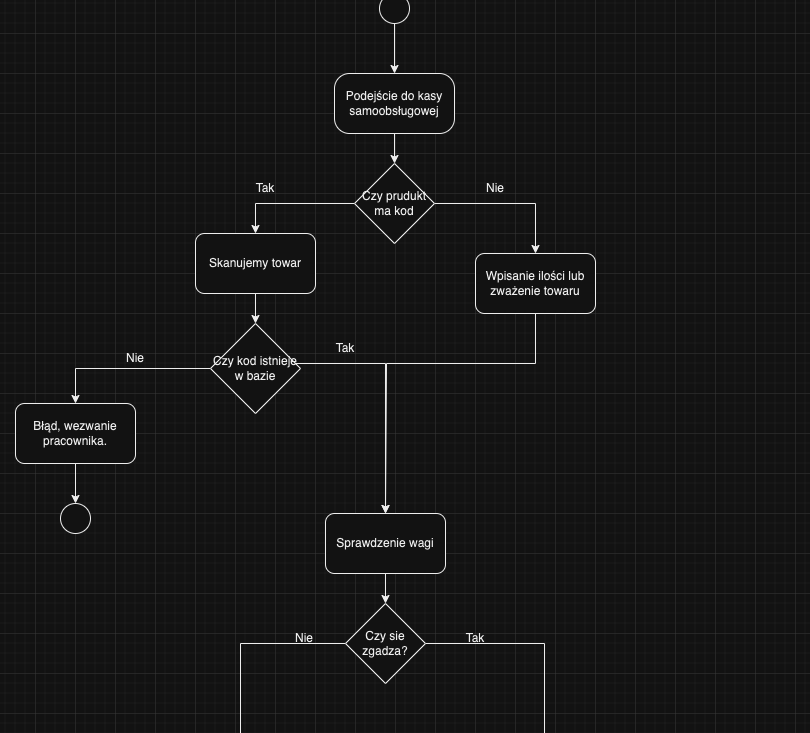 Podejście do kasy
samoobsługowej
Czy prudukt
ma kod
Tak
Nie
Skanujemy towar
Wpisanie ilości lub
zważenie towaru
Czy kod istnieje
w bazie
Nie
Tak
Błąd, wezwanie
pracownika.
Sprawdzenie wagi
Czy sie
zgadza?
Nie
Tak